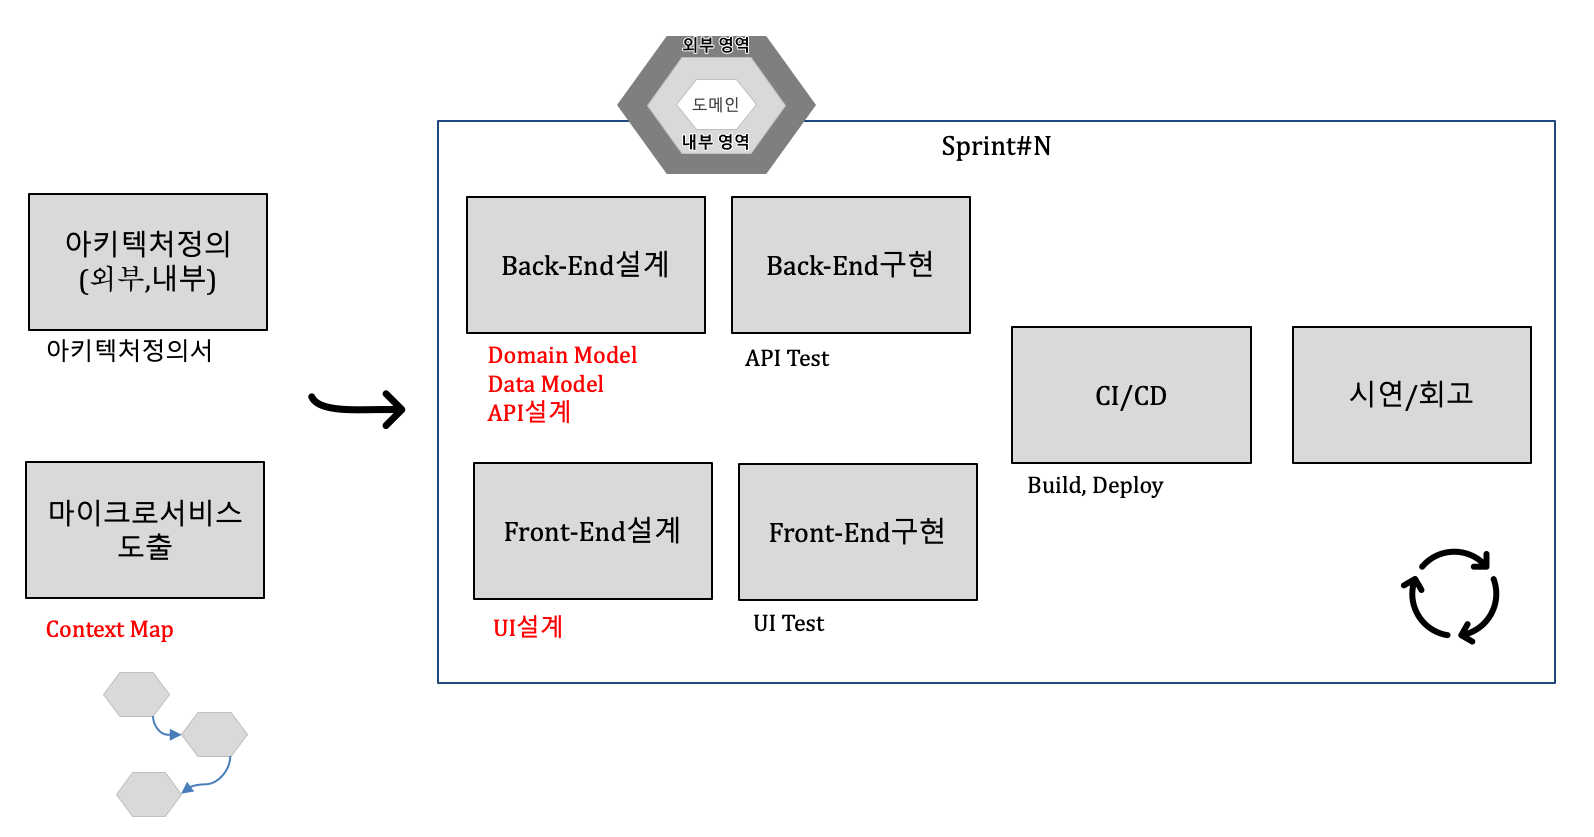 외부 영역
도메인
내부 영역
Sprint#N
아키텍처정의
(외부,내부)
아키텍처정의서
마이크로서비스
도출
Context Map
Back-End설계
Domain Model
Data Model
API설계
Back-End구현
API Test
Front-End설계
UI설계
Front-End구현
UI Test
CI/CD
Build, Deploy
시연/회고